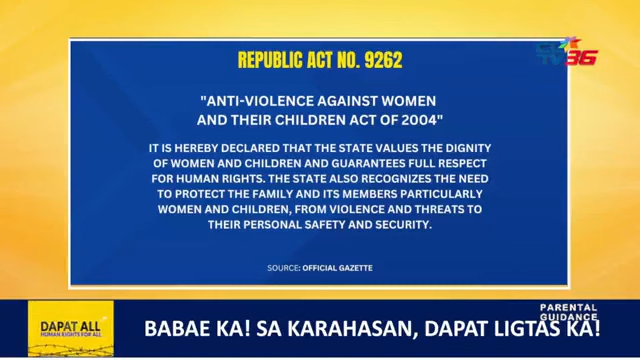 REPUBLIC ACT NO. 9262
"ANTI-VIOLENCE AGAINST WOMEN
AND THEIR CHILDREN ACT OF 2004"
IT IS HEREBY DECLARED THAT THE STATE VALUES THE DIGNITY
OF WOMEN AND CHILDREN AND GUARANTEES FULL RESPECT
FOR HUMAN RIGHTS. THE STATE ALSO RECOGNIZES THE NEED
TO PROTECT THE FAMILY AND ITS MEMBERS PARTICULARLY
WOMEN AND CHILDREN, FROM VIOLENCE AND THREATS TO
THEIR PERSONAL SAFETY AND SECURITY.
SOURCE: OFFICIAL GAZETTE
DAPAT ALL
HUMAN RIGHTS FOR ALL
PARENTAL
GUIDANCE
BABAE KA! SA KARAHASAN, DAPAT LIGTAS KA!